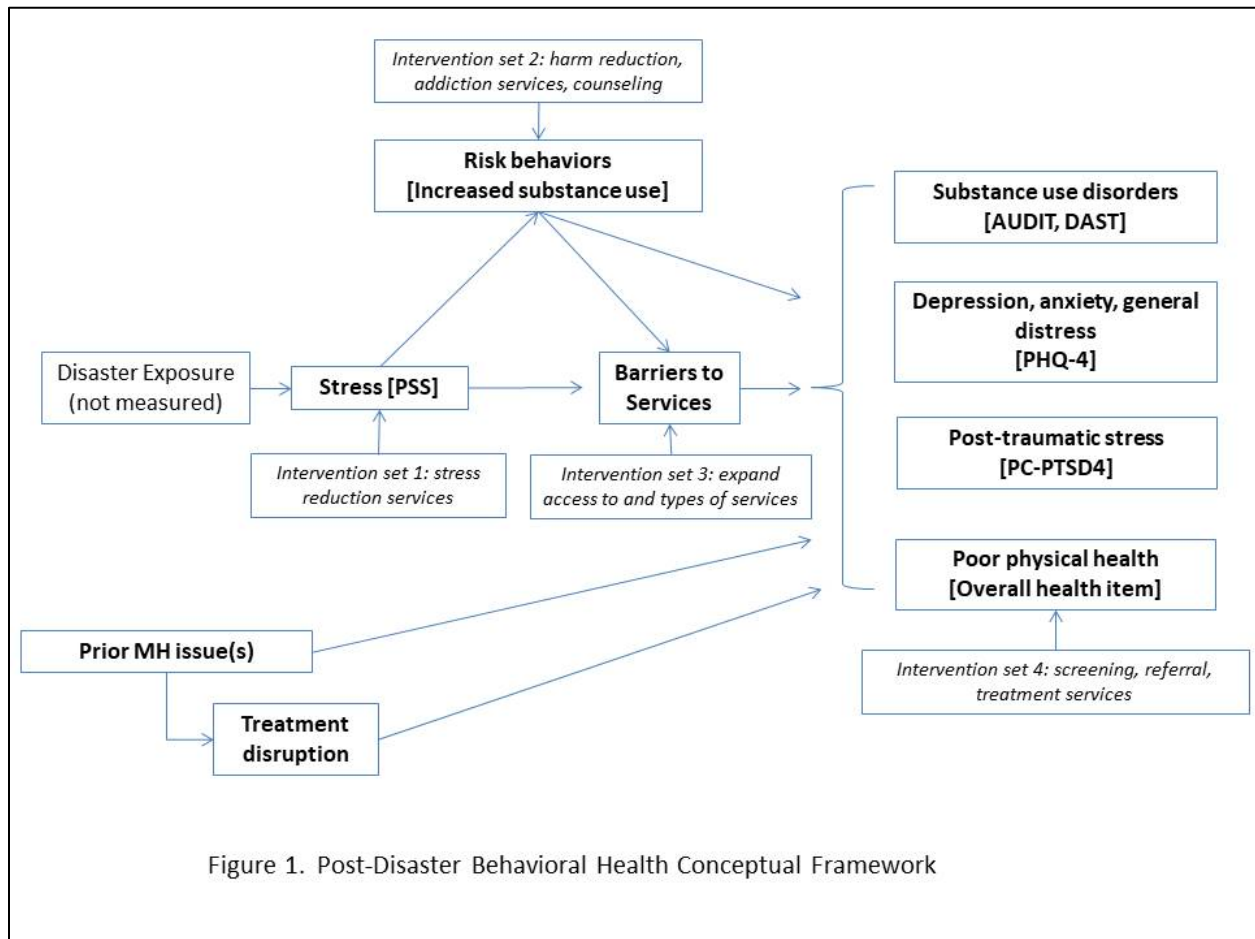 Intervention set 2: harm reduction,
addiction services, counseling
Risk behaviors
[Increased substance use]
Substance use disorders
[AUDIT, DAST]
Depression, anxiety, general
distress
[PHQ-4]
Disaster Exposure
(not measured)
Stress [PSS]
Barriers to
Services
Post-traumatic stress
[PC-PTSD4]
Intervention set 1: stress
reduction services
Intervention set 3: expand
access to and types of services
Poor physical health
[Overall health item]
Prior MH issue(s)
Intervention set 4: screening, referral,
treatment services
Treatment
disruption
Figure 1. Post-Disaster Behavioral Health Conceptual Framework